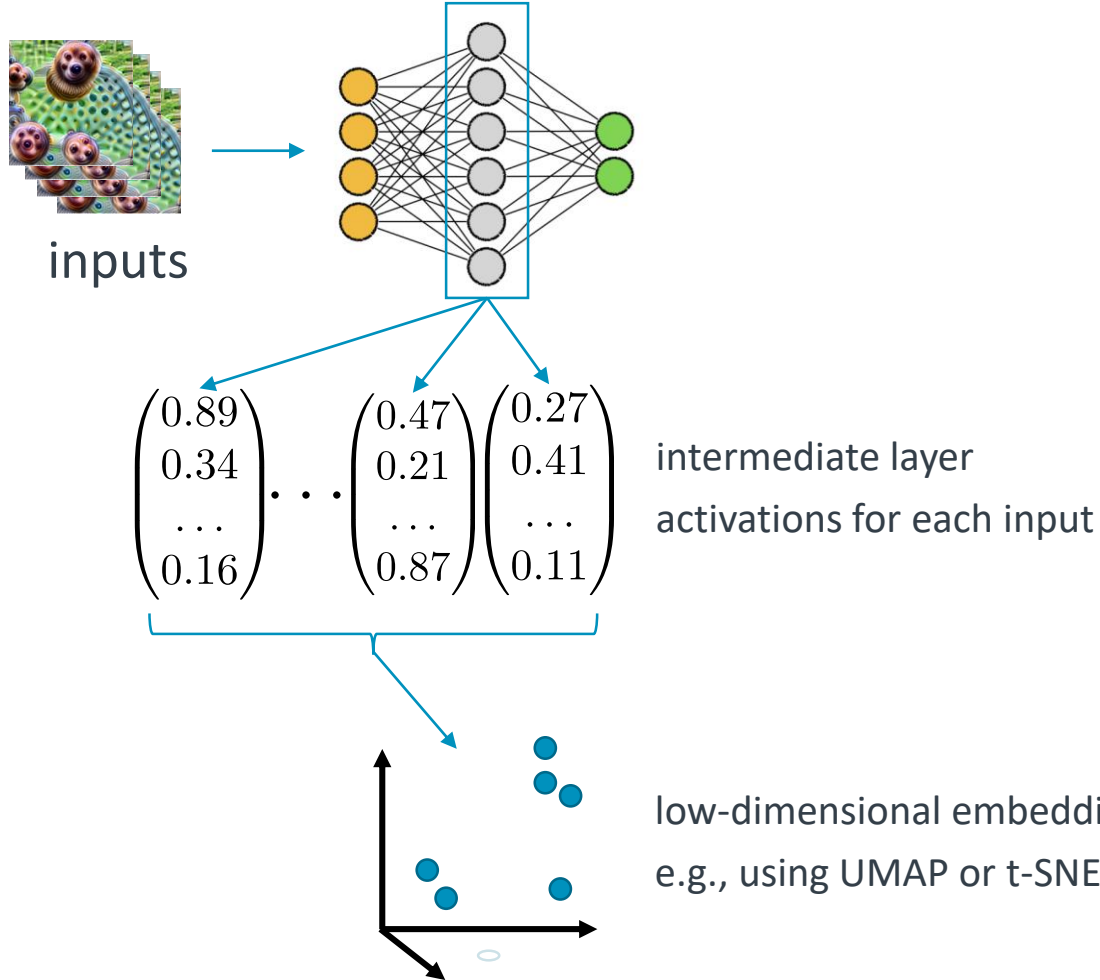 inputs
0.89
0.34
...
0.16
...
0.47
0.21
...
0.87
0.27
0.41
...
0.11
intermediate layer
activations for each input
low-dimensional embeddi
e.g., using UMAP or t-SNE